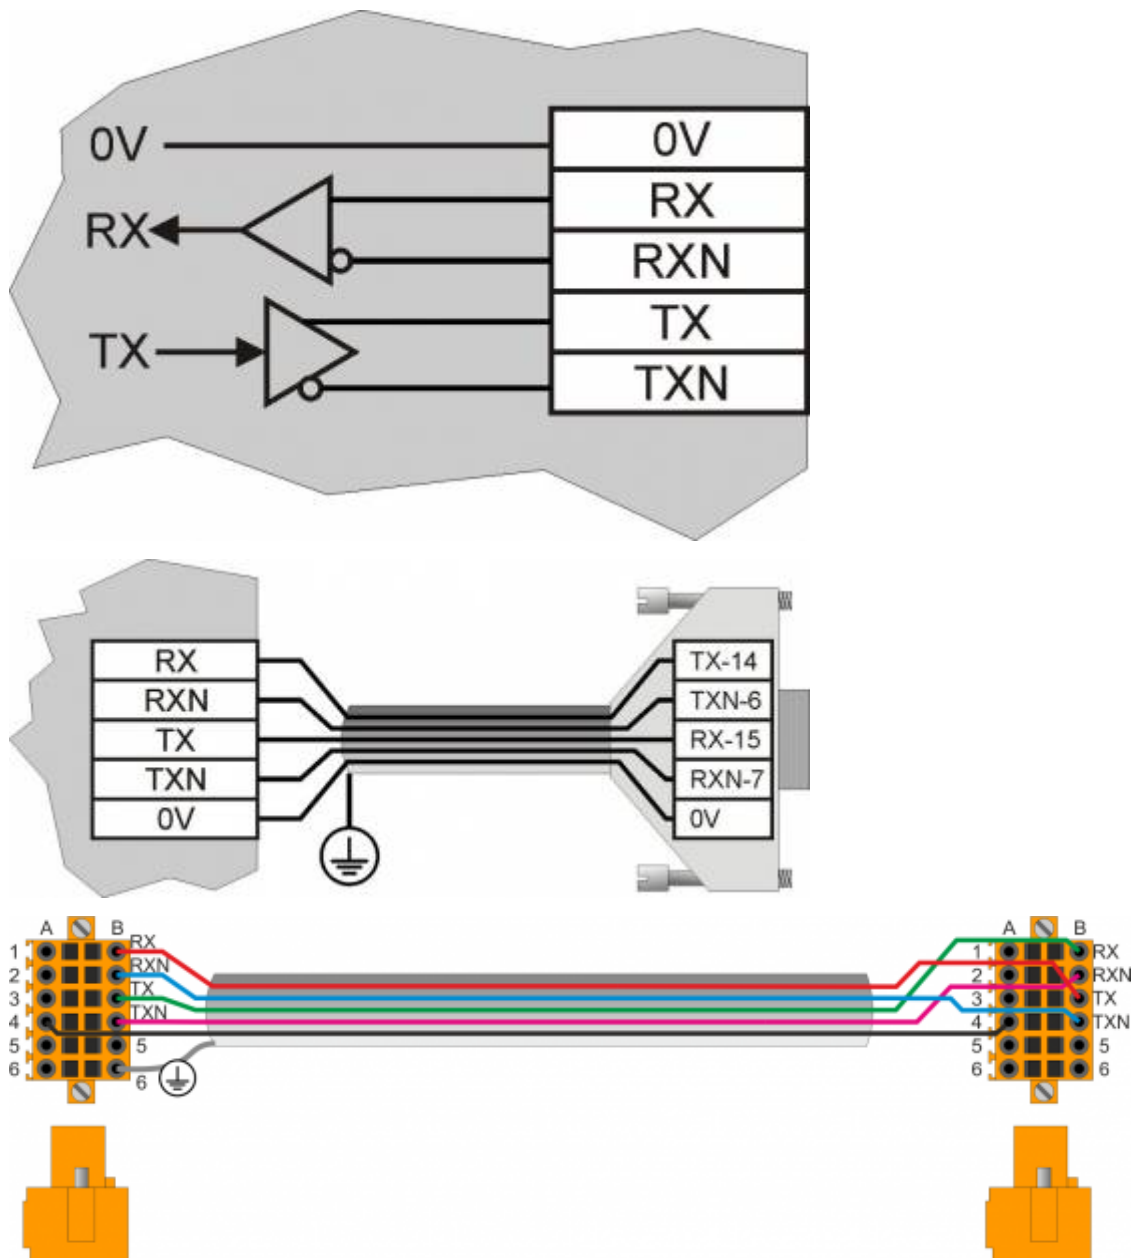 0V 0V
RX RX
RXN
TX TX
TXN
RX TX-14
RXN TXN-6
TX RX-15
TXN RXN-7
0V 0V
A B A B
1 RX 1 RX
2 RXN 2 RXN
3 TX 3 TX
4 TXN 4 TXN
5 5 5 5
6 6 6 6